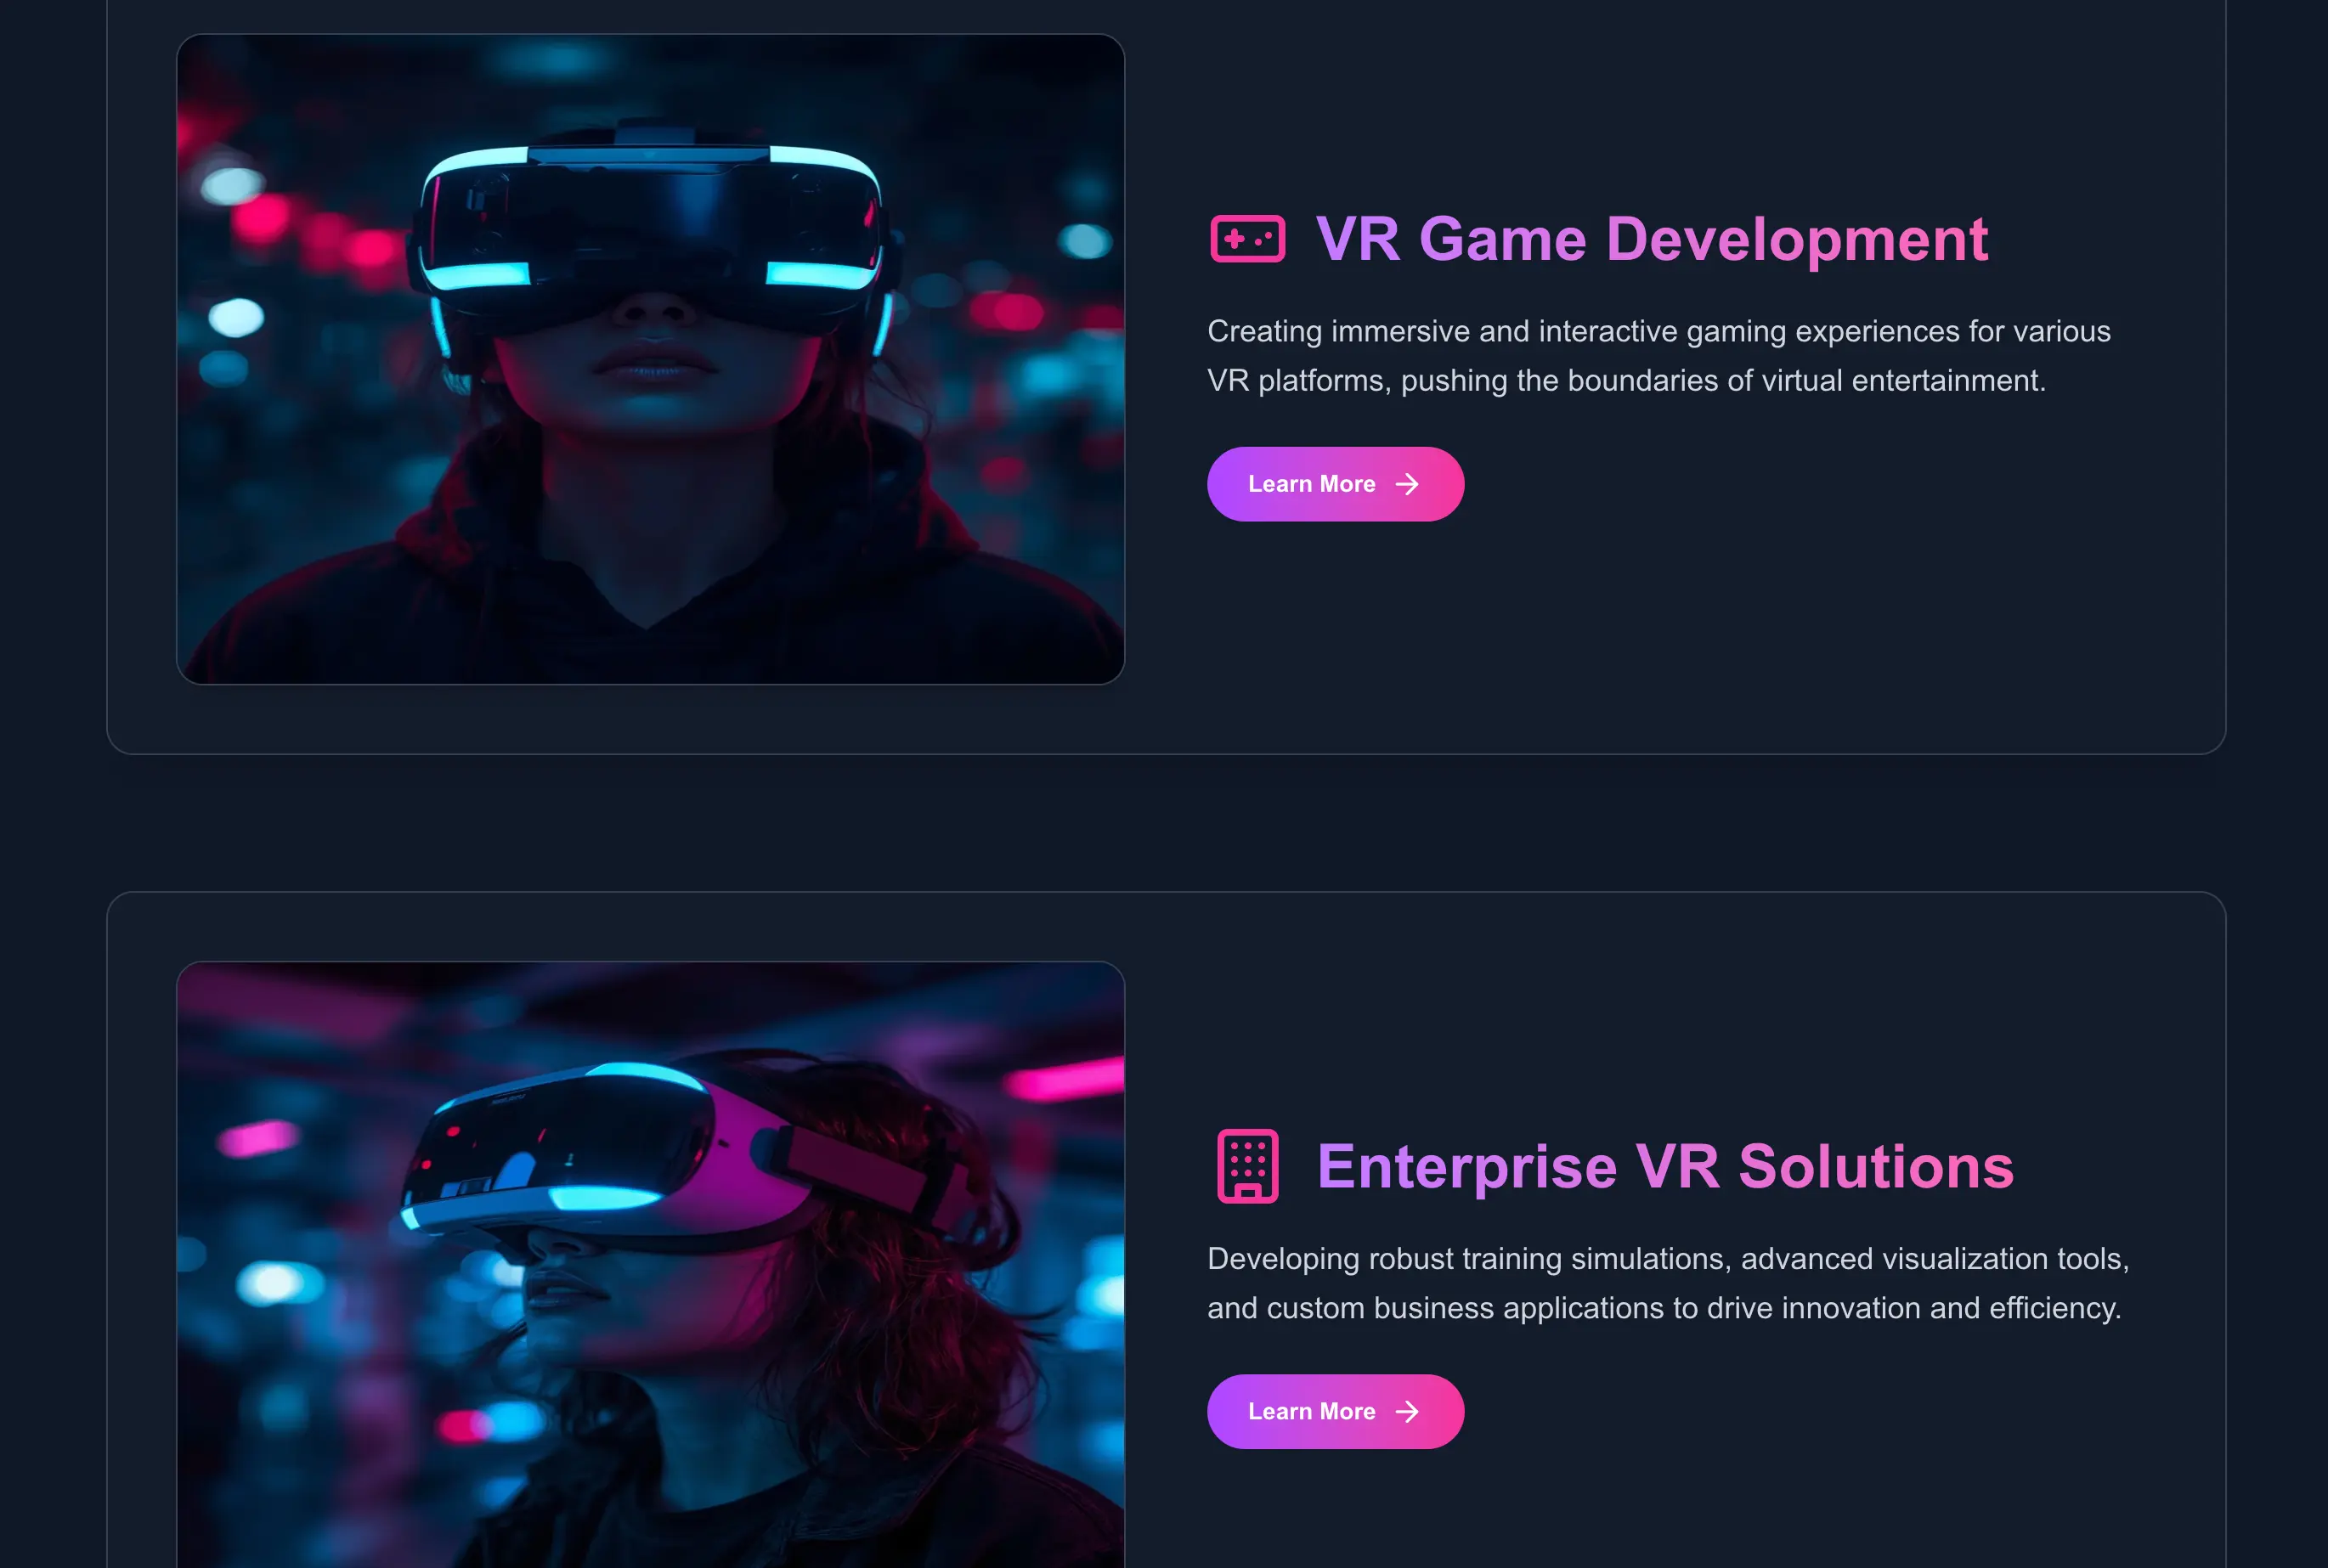 VR Game Development
Creating immersive and interactive gaming experiences for various
VR platforms, pushing the boundaries of virtual entertainment.
Learn More
Enterprise VR Solutions
Developing robust training simulations, advanced visualization tools,
and custom business applications to drive innovation and efficiency.
Learn More